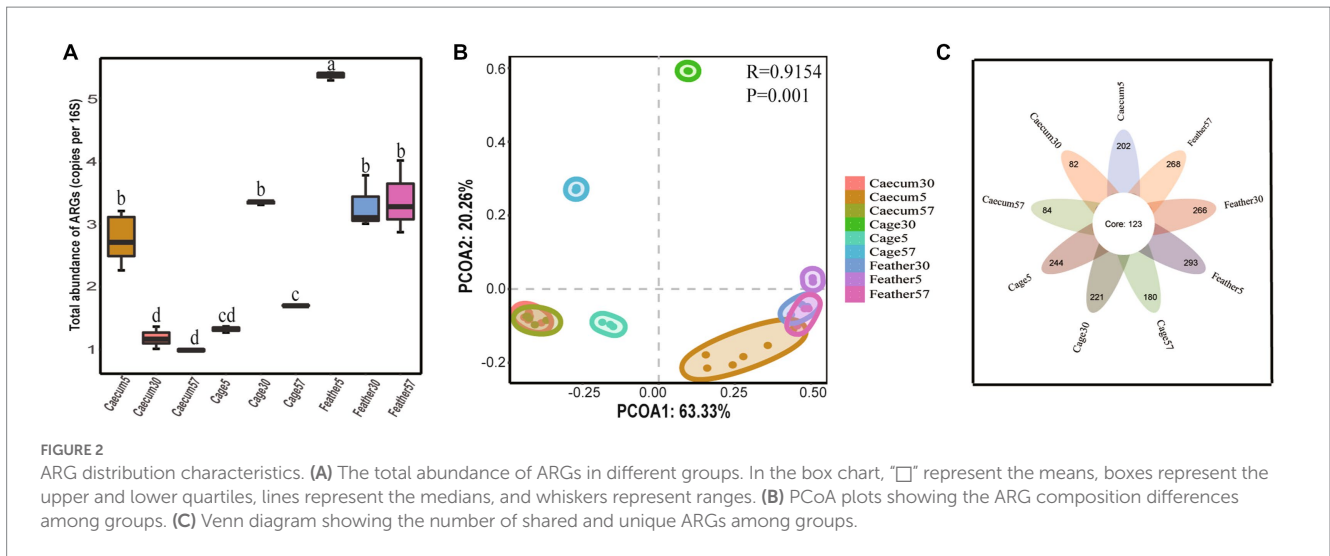 A
Total abundance of ARGs (copies per 16S)
5
4
3
2
1
b
d
d
cd
b
c
a
b
b
Caecum5
Caecum30
Caecum57
Cage5
Cage30
Cage57
Feather5
Feather30
Feather57
B
R=0.9154
P=0.001
PCOA2: 20.26%
0.6
0.4
0.2
0.0
-0.2
-0.25
0.00
0.25
0.50
PCOA1: 63.33%
Caecum30
Caecum5
Caecum57
Cage30
Cage5
Cage57
Feather30
Feather5
Feather57
C
Caecum5
202
Feather57
268
Feather30
266
Feather5
293
Cage57
180
Cage30
221
Cage5
244
Caecum57
84
Caecum30
82
Core: 123
FIGURE 2
ARG distribution characteristics. (A) The total abundance of ARGs in different groups. In the box chart, “□” represent the means, boxes represent the
upper and lower quartiles, lines represent the medians, and whiskers represent ranges. (B) PCoA plots showing the ARG composition differences
among groups. (C) Venn diagram showing the number of shared and unique ARGs among groups.